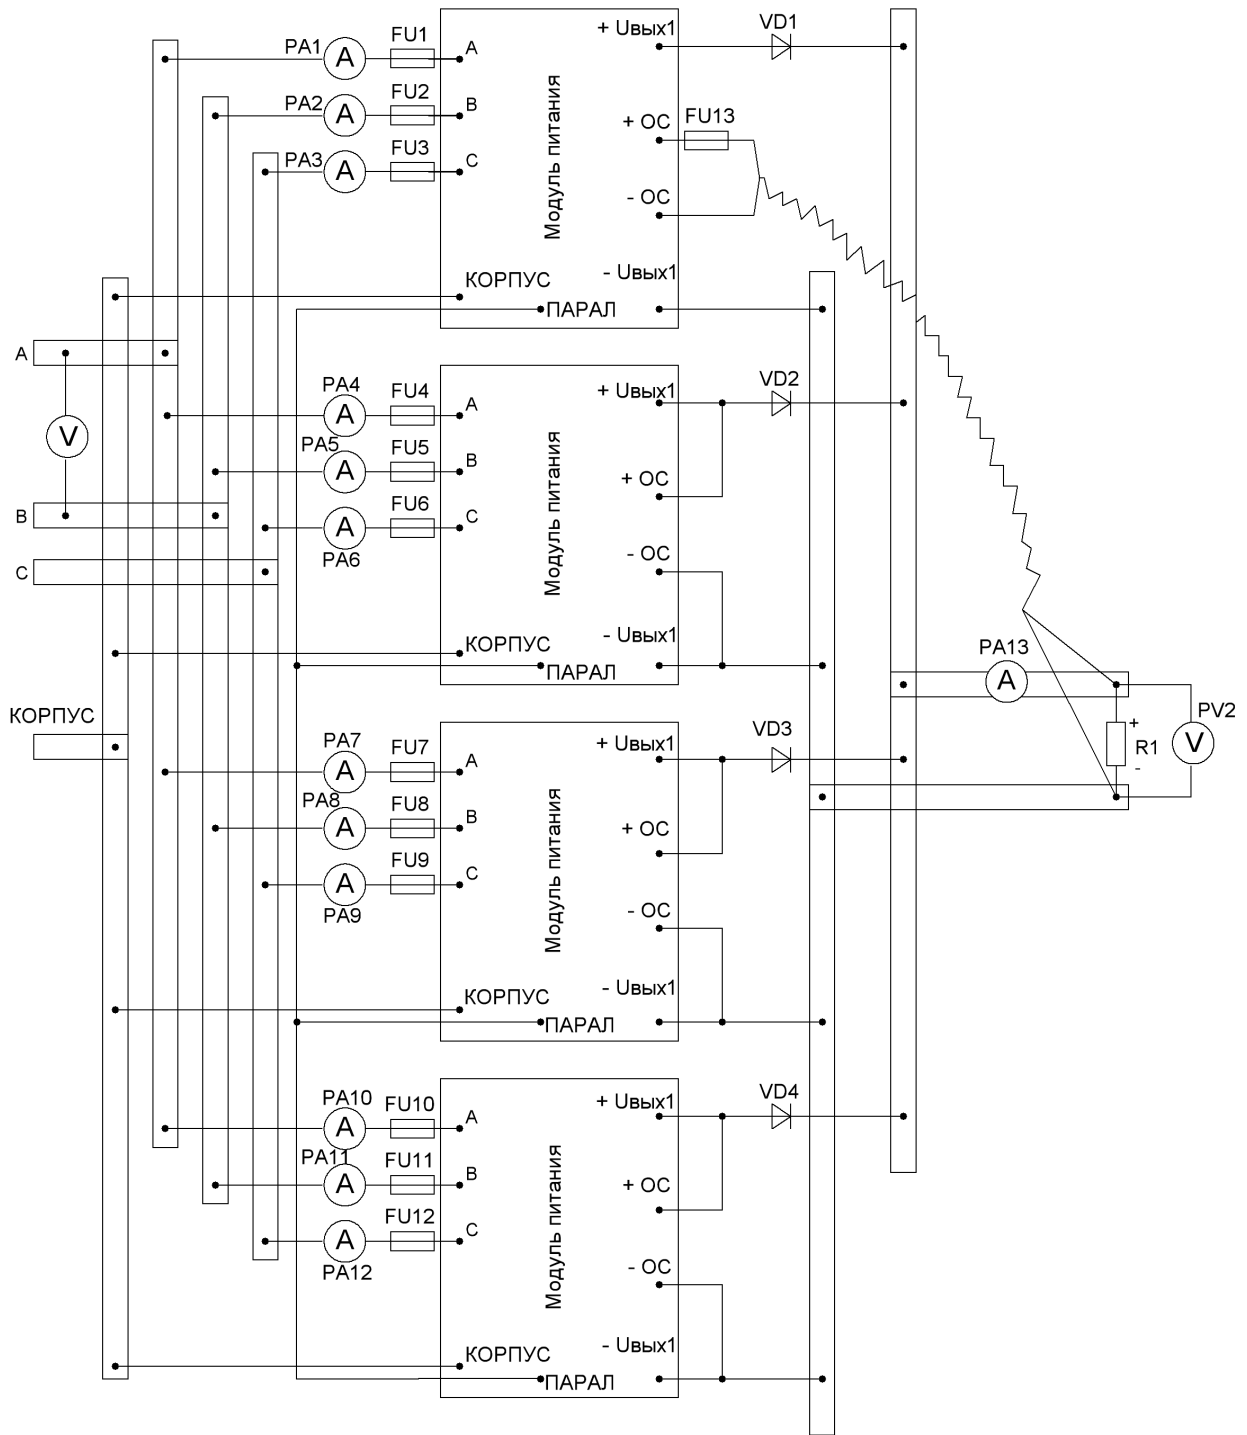 + Uвых1
VD1
PA1
A
FU1
A
PA2
A
FU2
B
PA3
A
FU3
C
Модуль питания
+ ОС
FU13
- ОС
- Uвых1
КОРПУС
ПАРАЛ
A
V
B
C
КОРПУС
PA4
A
FU4
A
PA5
A
FU5
B
PA6
A
FU6
C
Модуль питания
+ Uвых1
VD2
+ ОС
- ОС
- Uвых1
КОРПУС
ПАРАЛ
PA13
A
+
R1
-
V
PV2
PA7
A
FU7
A
PA8
A
FU8
B
PA9
A
FU9
C
Модуль питания
+ Uвых1
VD3
+ ОС
- ОС
- Uвых1
КОРПУС
ПАРАЛ
PA10
A
FU10
A
PA11
A
FU11
B
PA12
A
FU12
C
Модуль питания
+ Uвых1
VD4
+ ОС
- ОС
- Uвых1
КОРПУС
ПАРАЛ